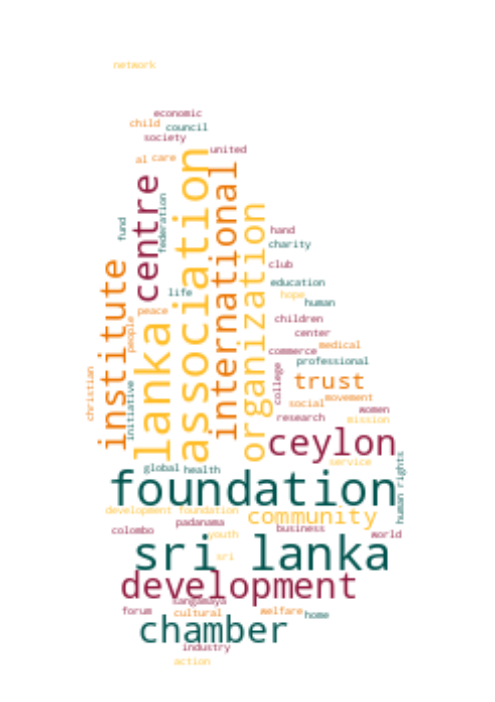 network
economic
child
council
society
united
al
care
association
international
centre
federation
fund
organization
hand
charity
club
education
life
hope
human
institute
lanka
peace
people
children
center
medical
commerce
professional
christian
initiative
college
trust
social
movement
women
research
mission
ceylon
service
global
health
human rights
foundation
development foundation
community
padanama
colombo
business
world
youth
sri lanka
sri
development
sangamaya
forum
cultural
welfare
home
chamber
industry
action